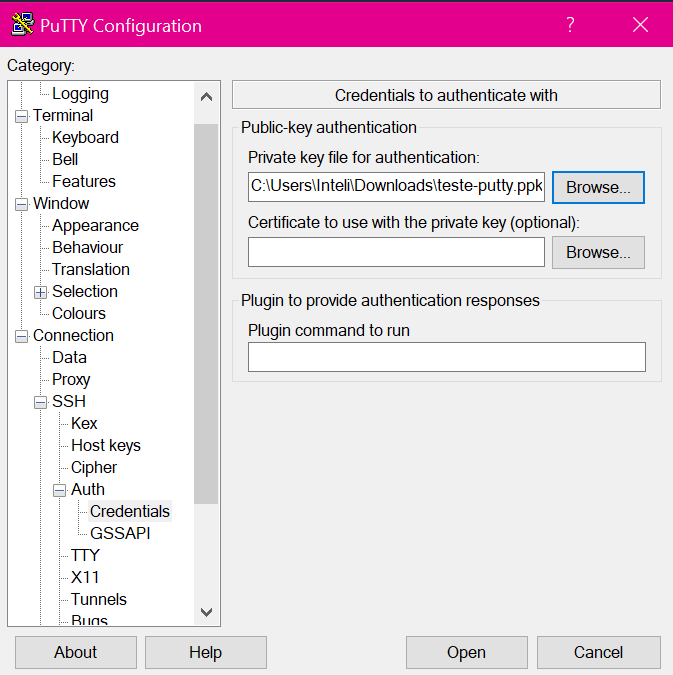 PuTTY Configuration
?
Category:
Logging
Terminal
Keyboard
Bell
Features
Window
Appearance
Behaviour
Translation
Selection
Colours
Connection
Data
Proxy
SSH
Kex
Host keys
Cipher
Auth
Credentials
GSSAPI
TTY
X11
Tunnels
Bugs
Credentials to authenticate with
Public-key authentication
Private key file for authentication:
C:\Users\Inteli\Downloads\teste-putty.ppk
Browse...
Certificate to use with the private key (optional):
Browse...
Plugin to provide authentication responses
Plugin command to run
About
Help
Open
Cancel